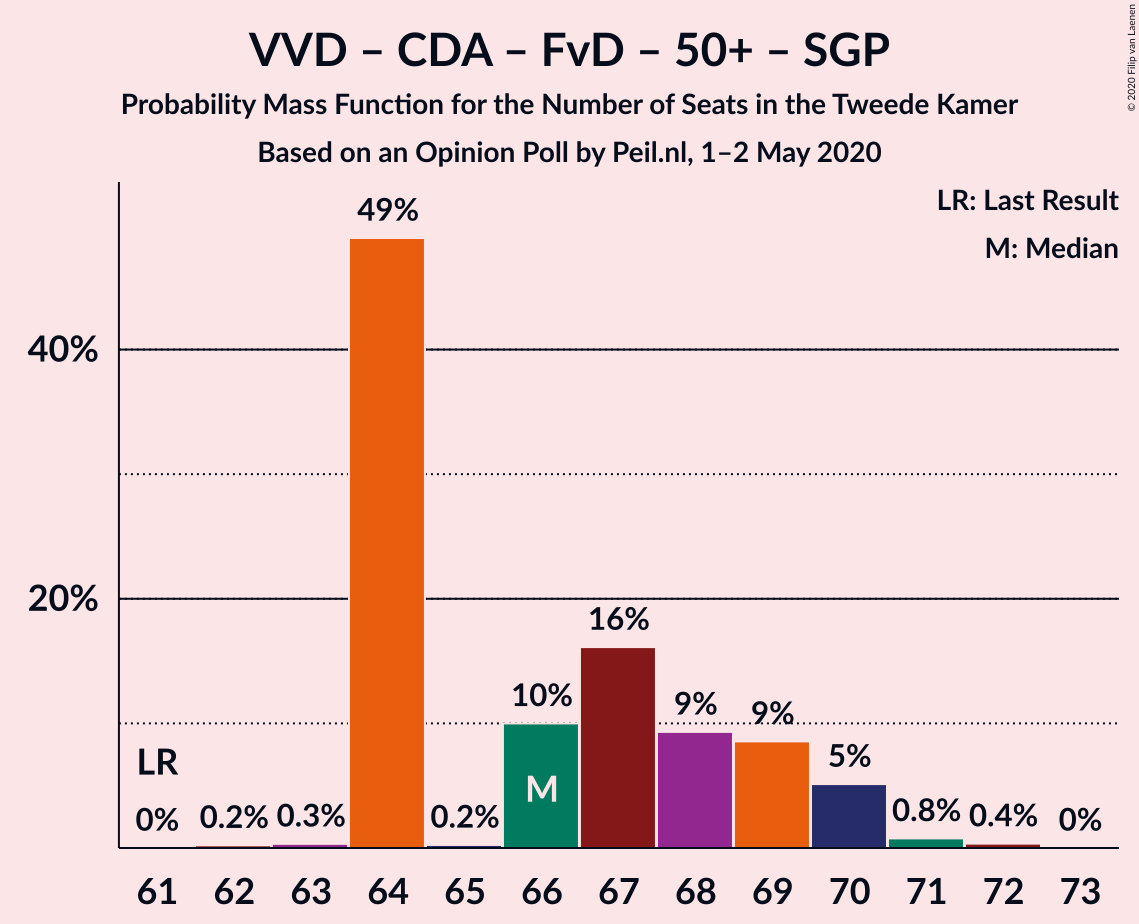 VVD – CDA – FvD – 50+ – SGP
Probability Mass Function for the Number of Seats in the Tweede Kamer
Based on an Opinion Poll by Peil.nl, 1–2 May 2020
© 2020 Filip van Laenen
LR: Last Result
M: Median
49%
40%
20%
16%
10%
9%
9%
5%
LR
M
0%
0.2%
0.3%
0.2%
0.8%
0.4%
0%
61 62 63 64 65 66 67 68 69 70 71 72 73